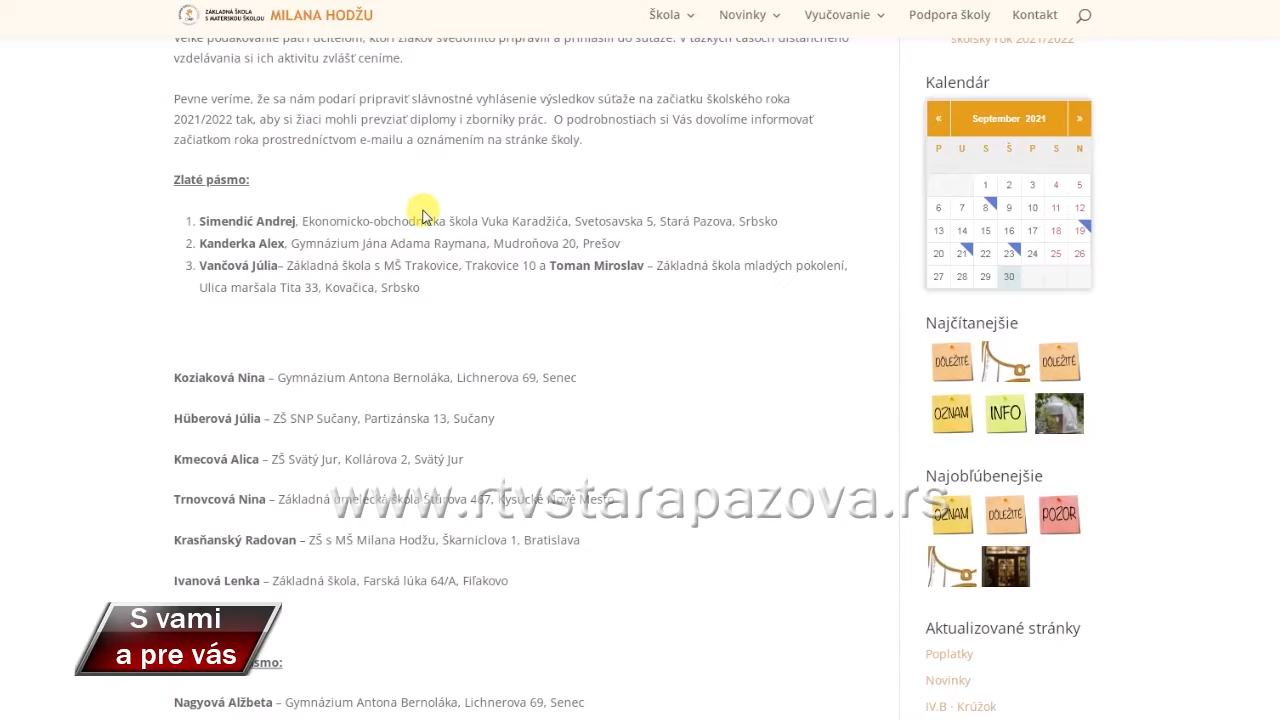 ZÁKLADNÁ ŠKOLA
S MATERSKOU ŠKOLOU
MILANA HODŽU
Škola
Novinky
Vyučovanie
Podpora školy
Kontakt
Veľké poďakovanie patrí učiteľom, ktorí žiakov svedomito pripravili a prihlásili do súťaže. V ťažkých časoch dištančného
vzdelávania si ich aktivitu zvlášť ceníme.
Pevne veríme, že sa nám podarí pripraviť slávnostné vyhlásenie výsledkov súťaže na začiatku školského roka
2021/2022 tak, aby si žiaci mohli prevziať diplomy i zborníky prác. O podrobnostiach si Vás dovolíme informovať
začiatkom roka prostredníctvom e-mailu a oznámením na stránke školy.
Zlaté pásmo:
1. Simendić Andrej, Ekonomicko-obchodnícka škola Vuka Karadžića, Svetosavska 5, Stará Pazova, Srbsko
2. Kanderka Alex, Gymnázium Jána Adama Raymana, Mudroňova 20, Prešov
3. Vančová Júlia– Základná škola s MŠ Trakovice, Trakovice 10 a Toman Miroslav – Základná škola mladých pokolení,
Ulica maršala Tita 33, Kovačica, Srbsko
Koziaková Nina – Gymnázium Antona Bernoláka, Lichnerova 69, Senec
Hüberová Júlia – ZŠ SNP Sučany, Partizánska 13, Sučany
Kmecová Alica – ZŠ Svätý Jur, Kollárova 2, Svätý Jur
Trnovcová Nina – Základná umelecká škola Štúrova 467, Kysucké Nové Mesto
Krasňanský Radovan – ZŠ s MŠ Milana Hodžu, Škarniclova 1, Bratislava
Ivanová Lenka – Základná škola, Farská lúka 64/A, Fiľakovo
smo:
Nagyová Alžbeta – Gymnázium Antona Bernoláka, Lichnerova 69, Senec
www.rtvstarapazova.rs
S vami
a pre vás
školský rok 2021/2022
Kalendár
« September 2021 »
P U S Š P S N
1 2 3 4 5
6 7 8 9 10 11 12
13 14 15 16 17 18 19
20 21 22 23 24 25 26
27 28 29 30
Najčítanejšie
DÔLEŽITÉ
DÔLEŽITÉ
OZNAM
INFO
Najobľúbenejšie
OZNAM
DÔLEŽITÉ
POZOR
Aktualizované stránky
Poplatky
Novinky
IV.B · Krúžok